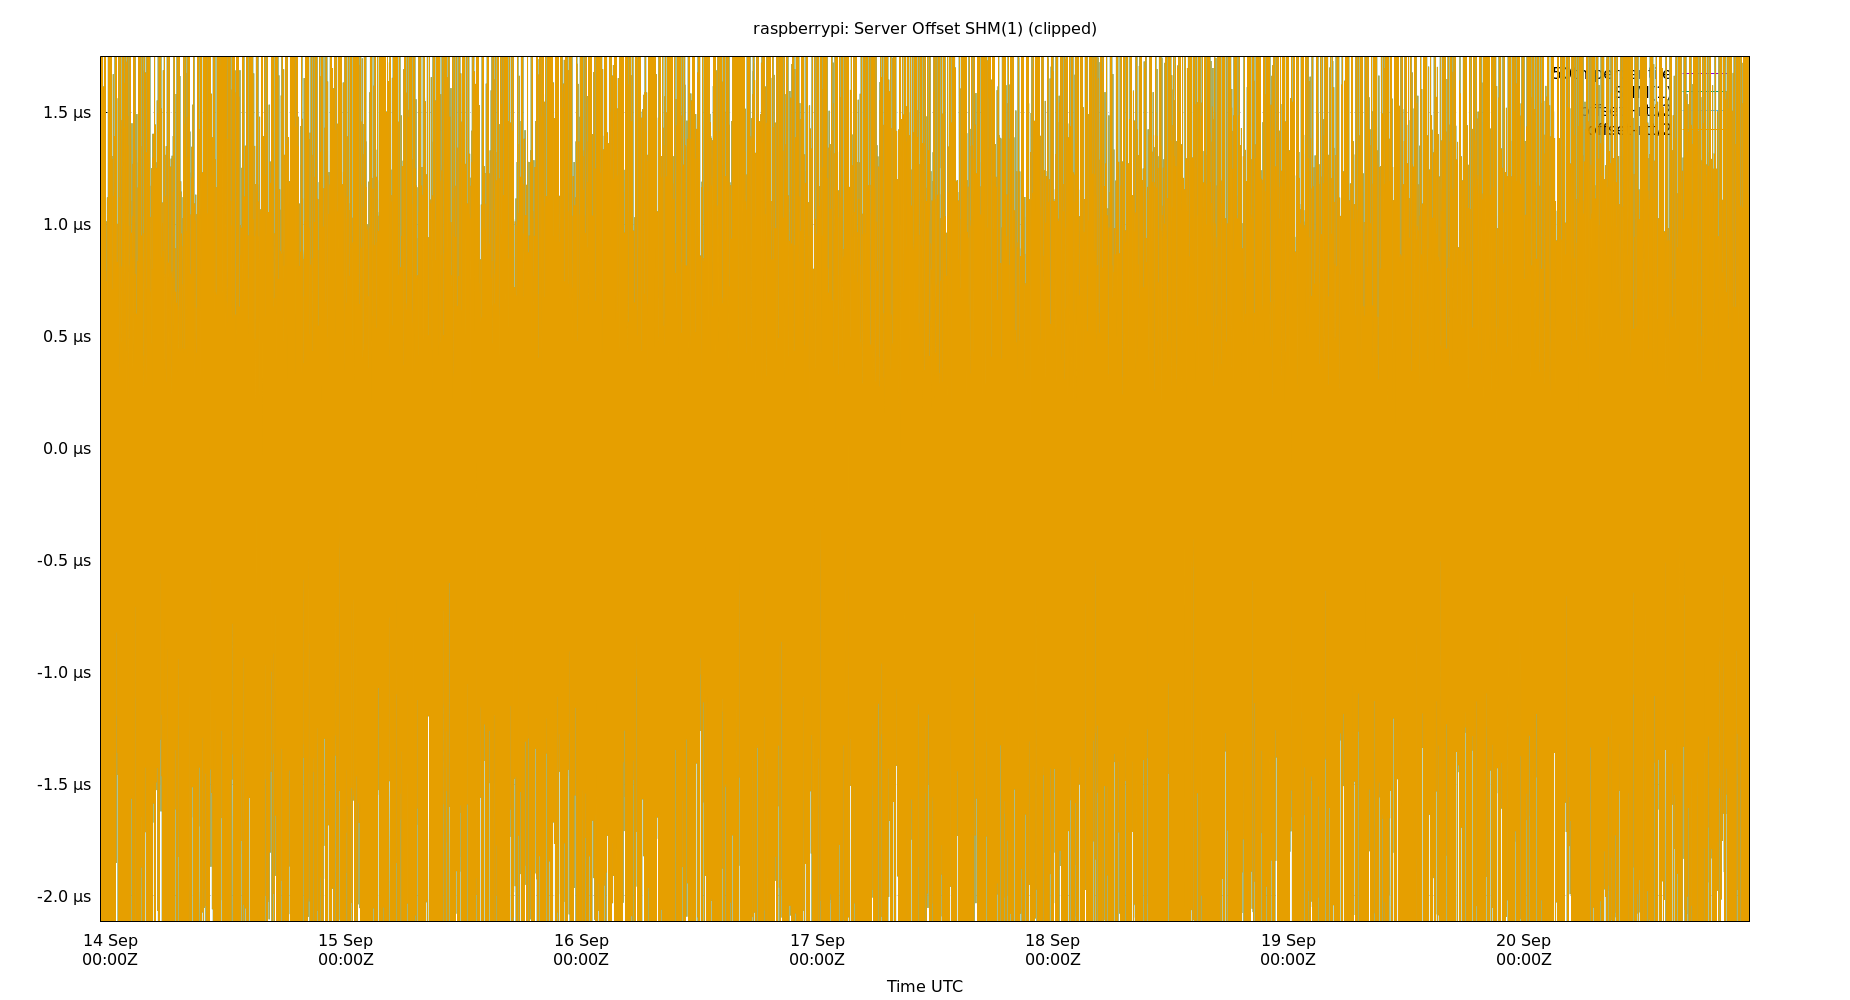 raspberrypi: Server Offset SHM(1) (clipped)
1.5 µs
1.0 µs
0.5 µs
0.0 µs
-0.5 µs
-1.0 µs
-1.5 µs
-2.0 µs
14 Sep 15 Sep 16 Sep 17 Sep 18 Sep 19 Sep 20 Sep
00:00Z 00:00Z 00:00Z 00:00Z 00:00Z 00:00Z 00:00Z
Time UTC